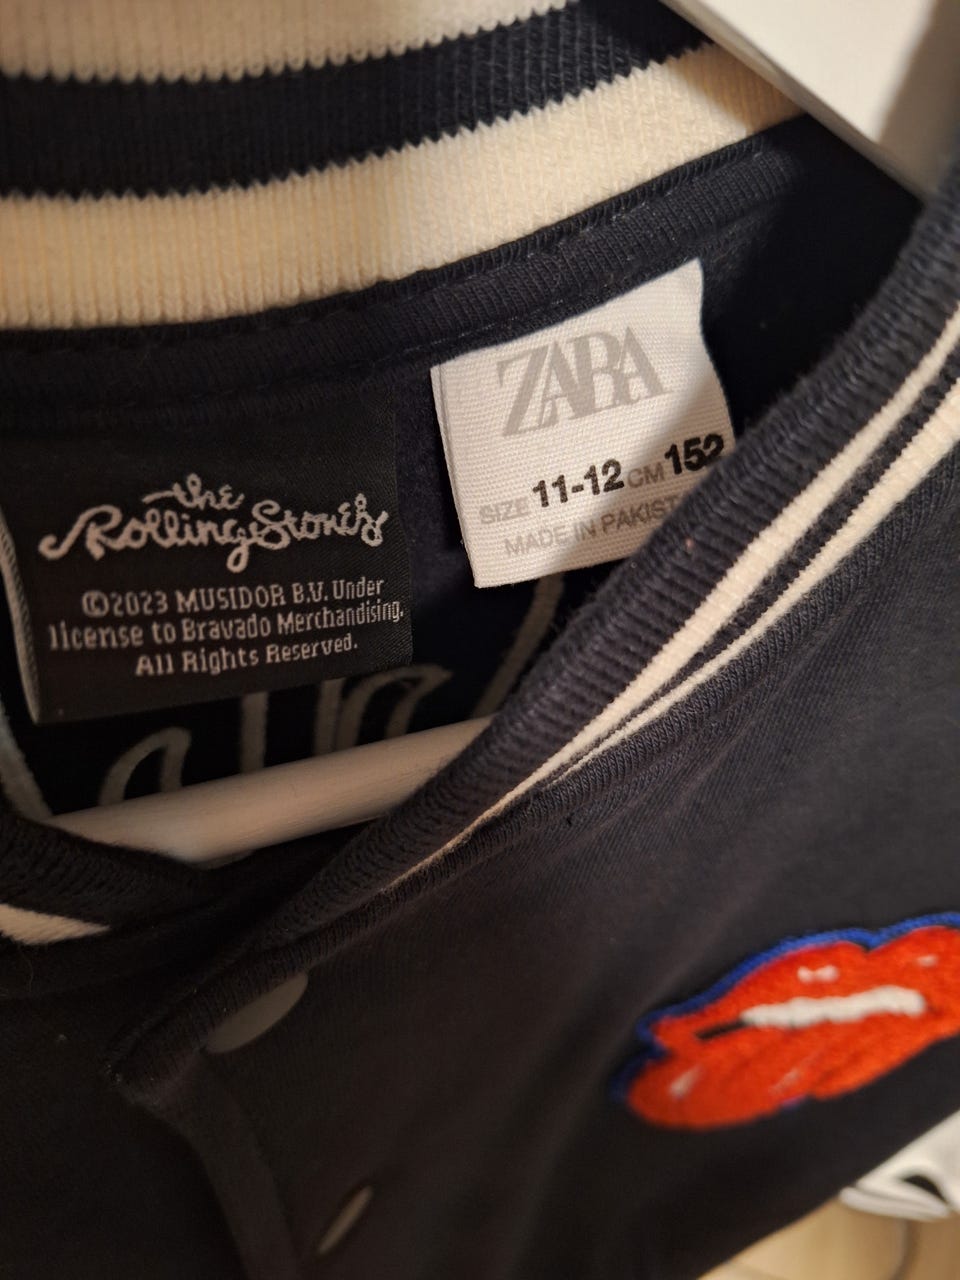 the
Rolling Stones
©2023 MUSIDOR B.V. Under
license to Bravado Merchandising.
All Rights Reserved.
ZARA
SIZE 11-12 CM 152
MADE IN